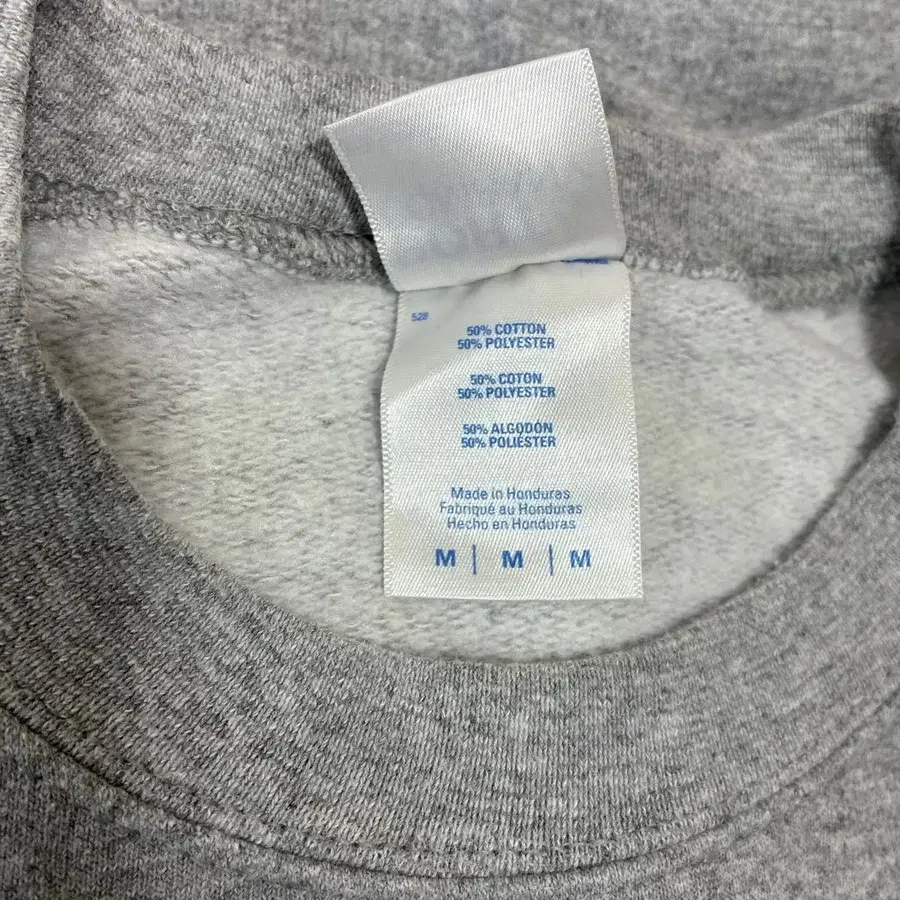 528
50% COTTON
50% POLYESTER
50% COTON
50% POLYESTER
50% ALGODON
50% POLIÉSTER
Made in Honduras
Fabriqué au Honduras
Hecho en Honduras
M | M | M